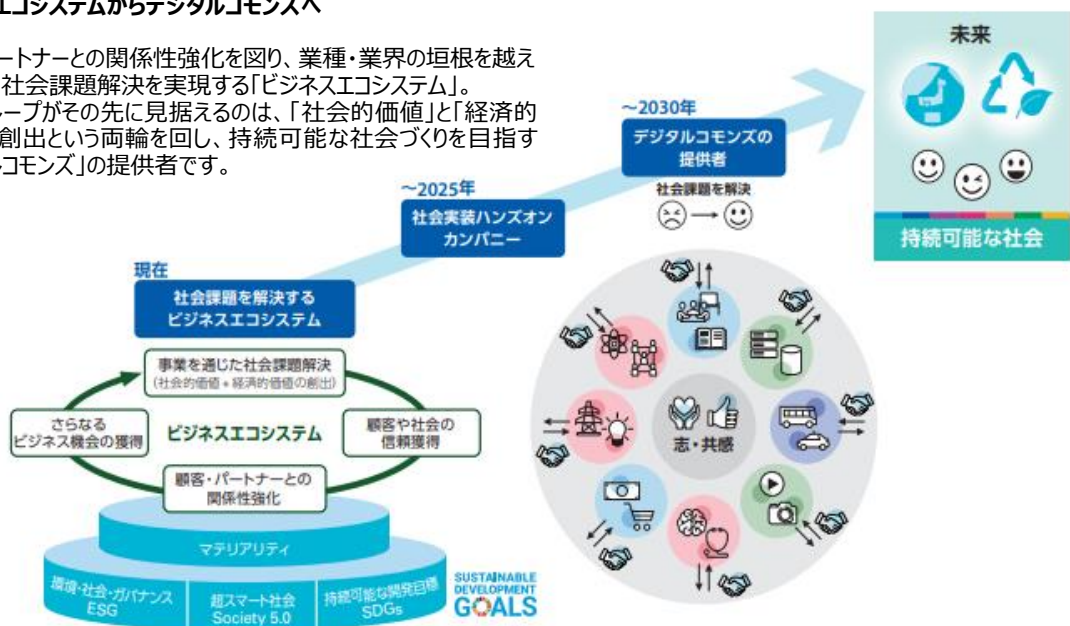 エコシステムからデジタルコモンズへ
ートナーとの関係性強化を図り、業種・業界の垣根を越え
社会課題解決を実現する「ビジネスエコシステム」。
ループがその先に見据えるのは、「社会的価値」と「経済的
創出という両輪を回し、持続可能な社会づくりを目指す
ルコモンズ」の提供者です。
未来
持続可能な社会
～2030年
デジタルコモンズの
提供者
社会課題を解決
～2025年
社会実装ハンズオン
カンパニー
現在
社会課題を解決する
ビジネスエコシステム
事業を通じた社会課題解決
(社会的価値+経済的価値の創出)
さらなる
ビジネス機会の獲得
ビジネスエコシステム
顧客や社会の
信頼獲得
顧客・パートナーとの
関係性強化
志・共感
マテリアリティ
環境・社会・ガバナンス
ESG
超スマート社会
Society 5.0
持続可能な開発目標
SDGs
SUSTAINABLE
DEVELOPMENT
GOALS